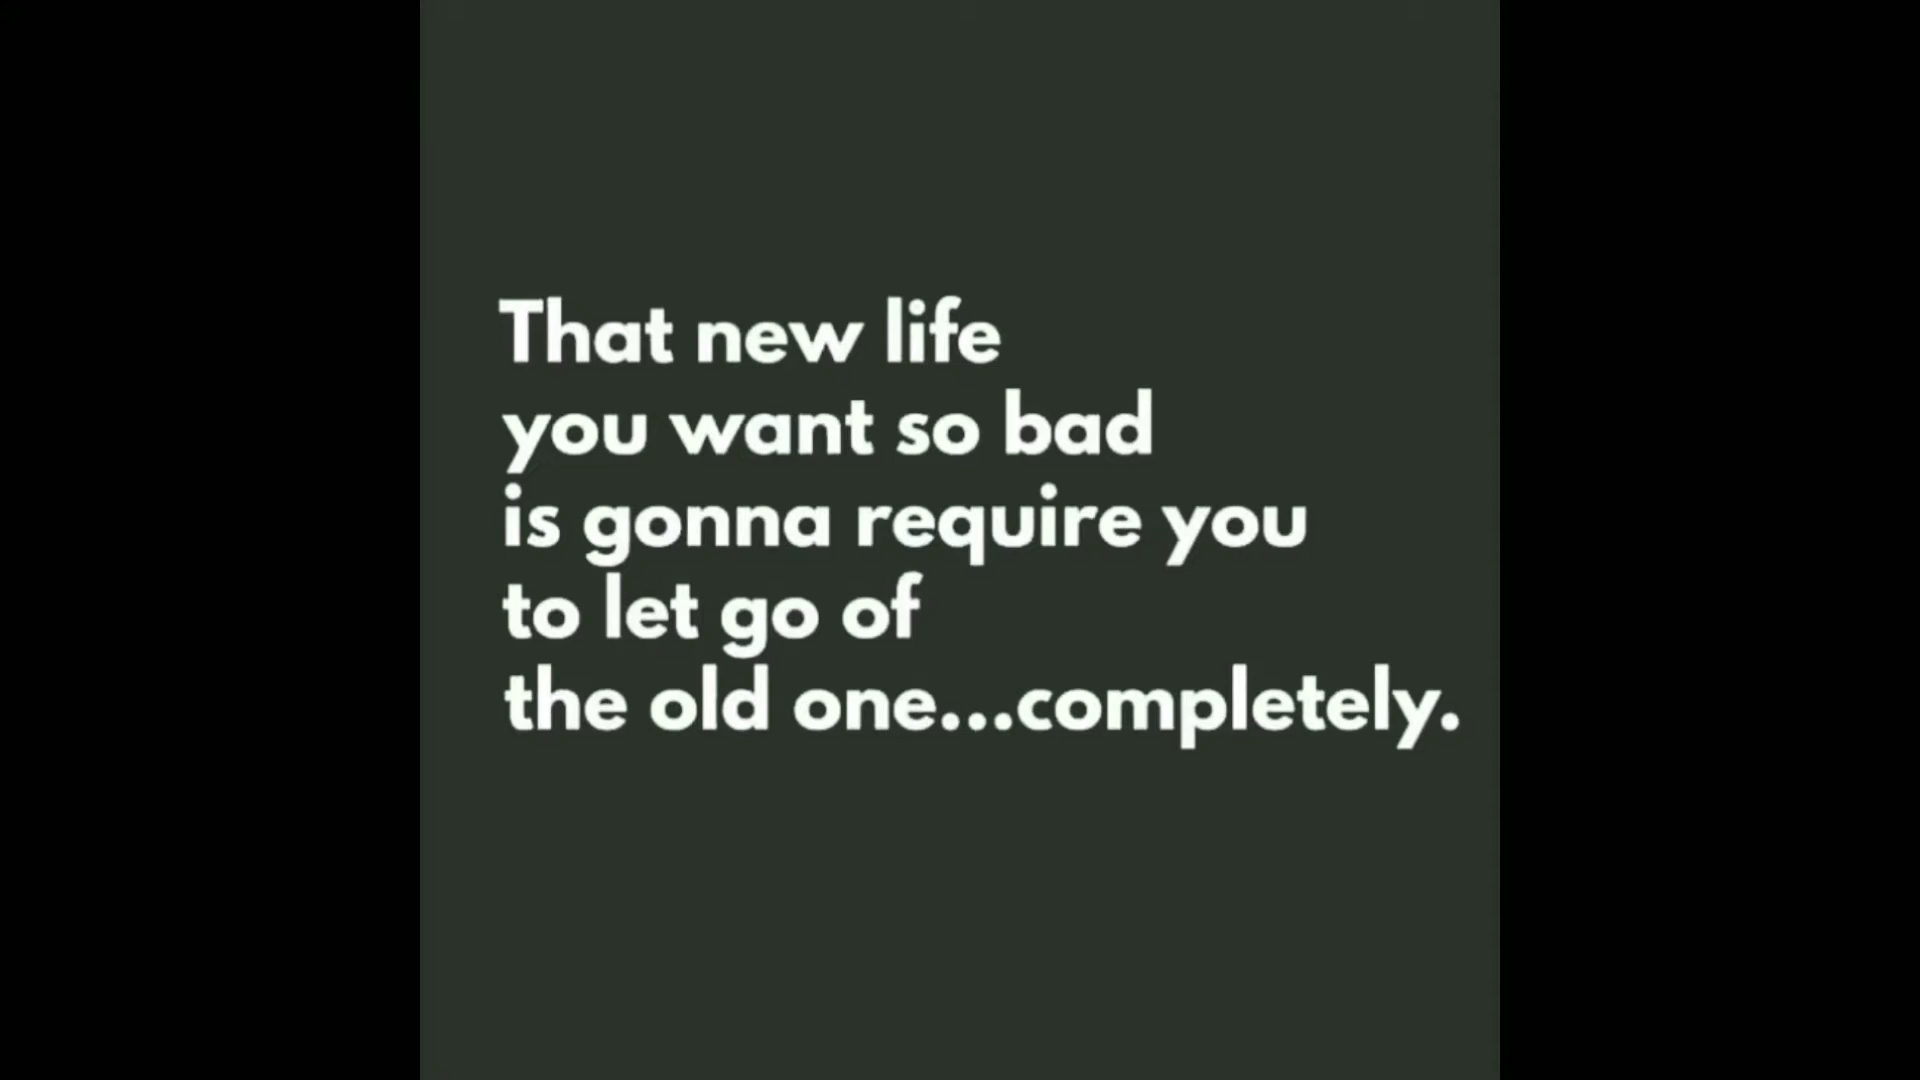 That new life
you want so bad
is gonna require you
to let go of
the old one...completely.